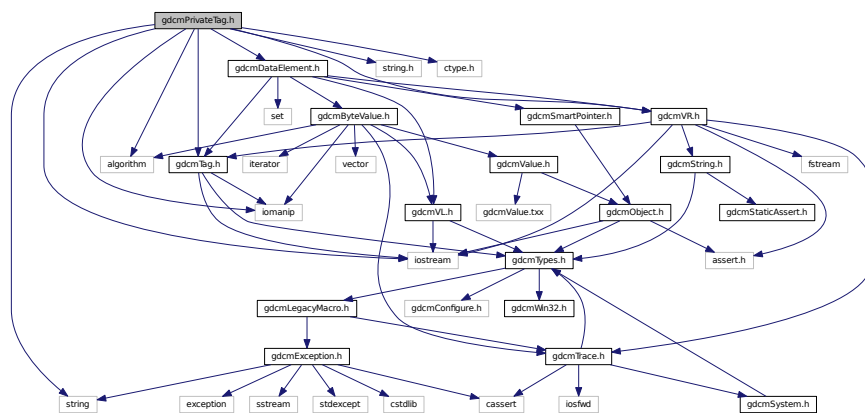 gdcmPrivateTag.h
gdcmDataElement.h
string.h
ctype.h
set
gdcmByteValue.h
gdcmSmartPointer.h
gdcmVR.h
algorithm
gdcmTag.h
iterator
vector
gdcmValue.h
gdcmString.h
fstream
iomanip
gdcmVL.h
gdcmValue.txx
gdcmObject.h
gdcmStaticAssert.h
iostream
gdcmTypes.h
assert.h
gdcmLegacyMacro.h
gdcmConfigure.h
gdcmWin32.h
gdcmException.h
gdcmTrace.h
string
exception
sstream
stdexcept
cstdlib
cassert
iosfwd
gdcmSystem.h